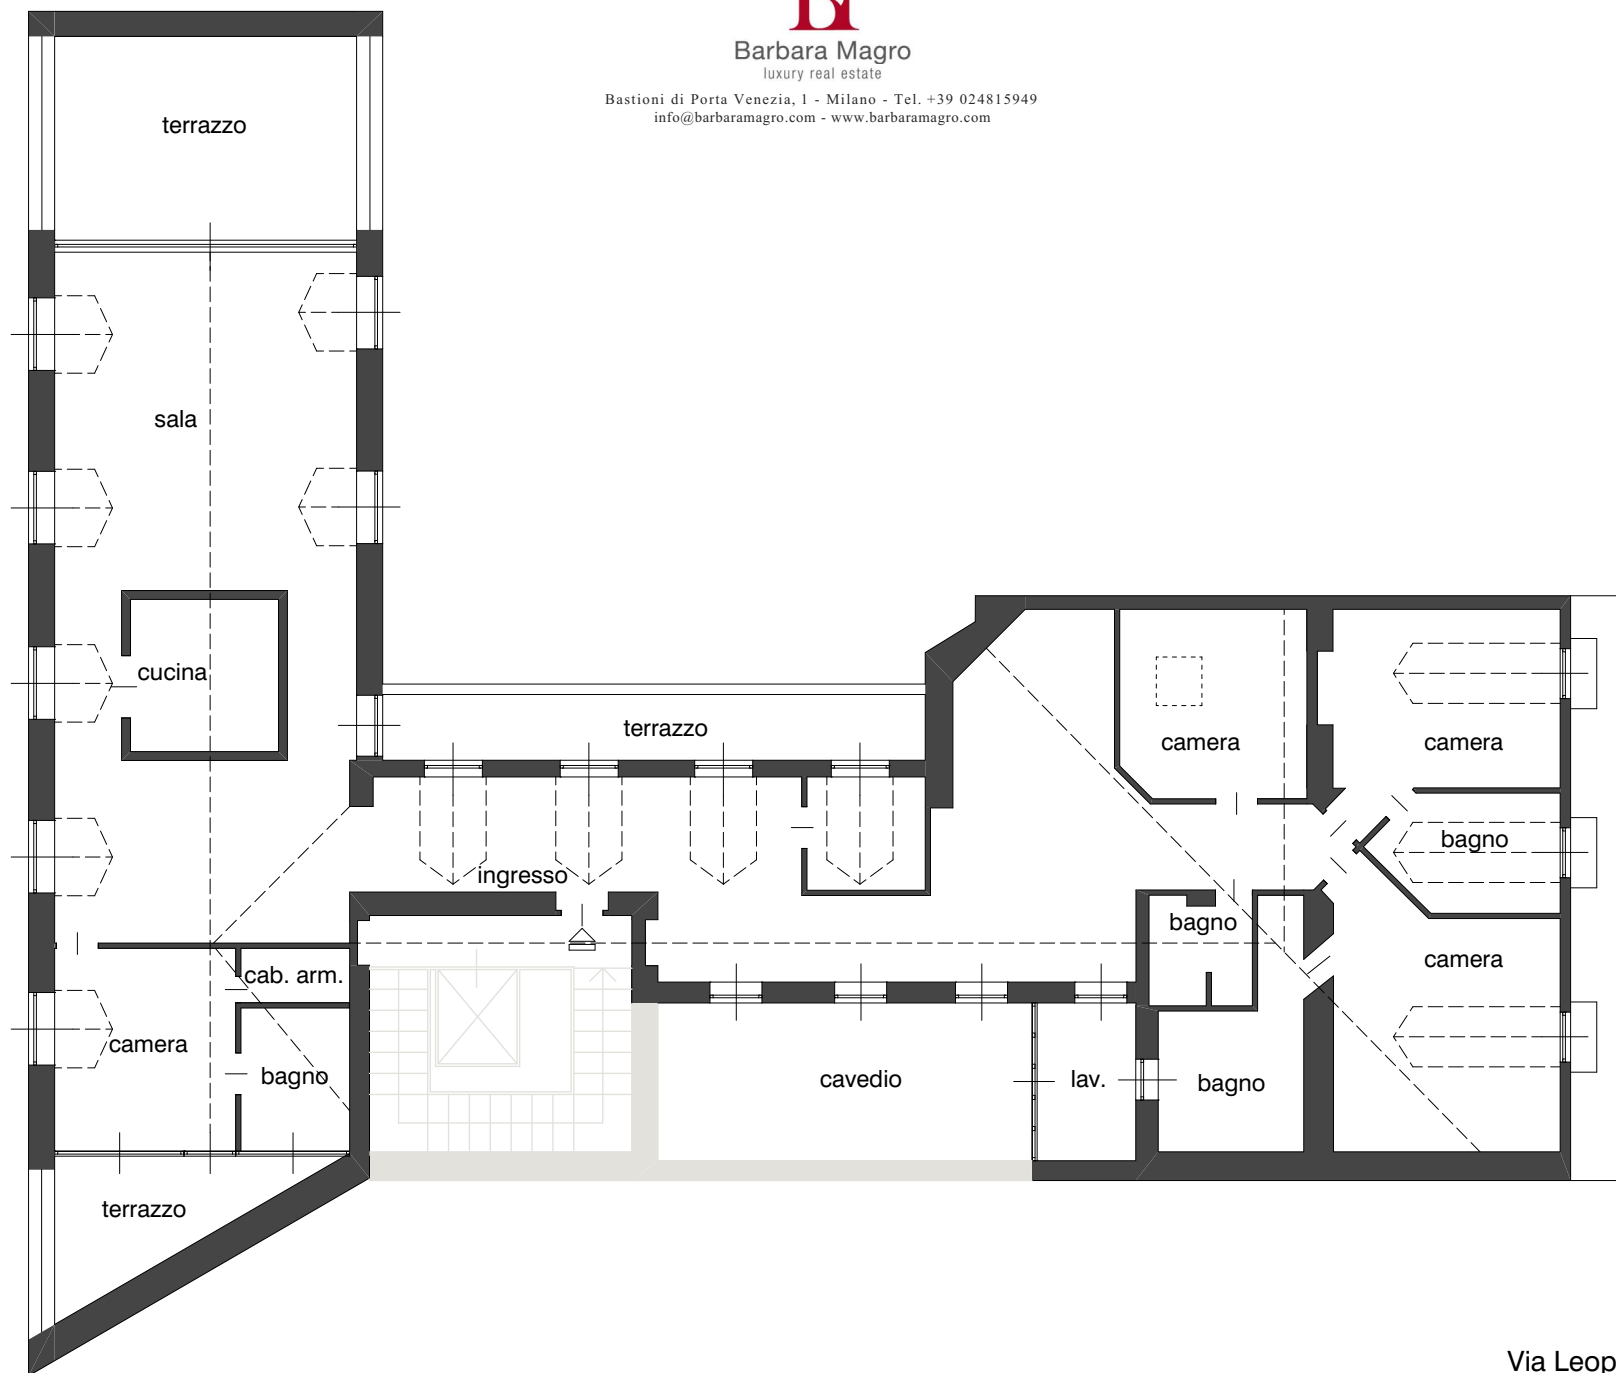 Barbara Magro
luxury real estate
Bastioni di Porta Venezia, 1 - Milano - Tel. +39 024815949
info@barbaramagro.com - www.barbaramagro.com
terrazzo
sala
cucina
terrazzo
camera
camera
ingresso
bagno
bagno
camera
cab. arm.
camera
bagno
cavedio
lav.
bagno
terrazzo
Via Leop